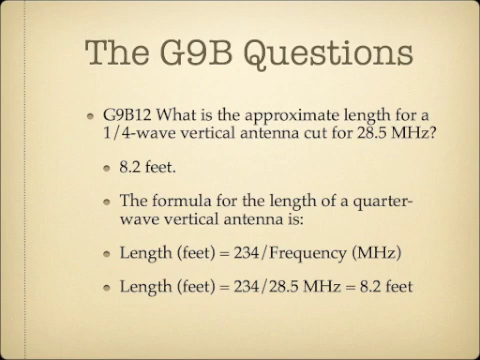 The G9B Questions
G9B12 What is the approximate length for a
1/4-wave vertical antenna cut for 28.5 MHz?
8.2 feet.
The formula for the length of a quarter-
wave vertical antenna is:
Length (feet) = 234/Frequency (MHz)
Length (feet) = 234/28.5 MHz = 8.2 feet